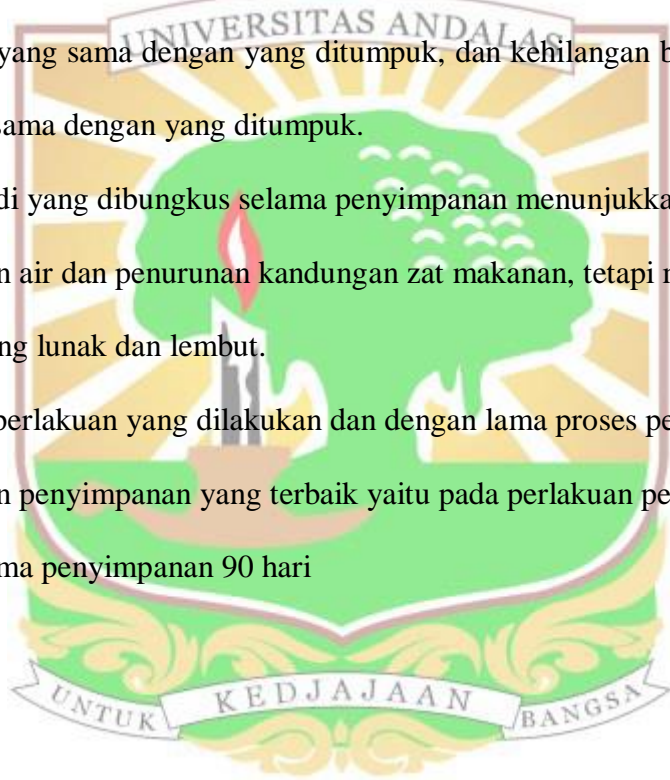 UNIVERSITAS ANDALAS
yang sama dengan yang ditumpuk, dan kehilangan b
sama dengan yang ditumpuk.
di yang dibungkus selama penyimpanan menunjukka
n air dan penurunan kandungan zat makanan, tetapi
ng lunak dan lembut.
perlakuan yang dilakukan dan dengan lama proses pe
n penyimpanan yang terbaik yaitu pada perlakuan pe
ma penyimpanan 90 hari
UNTUK KEDJAJAAN BANGSA